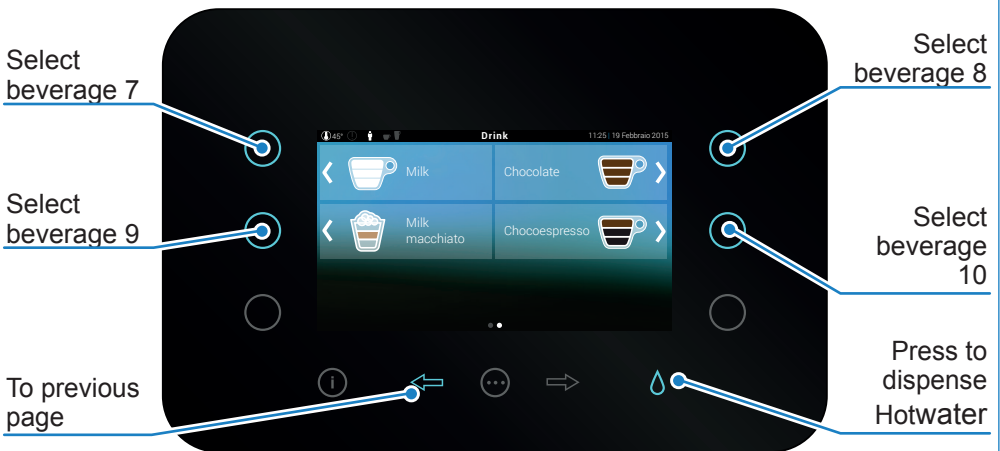 Select
beverage 7
Select
beverage 8
45° Drink 11:25 | 19 Febbraio 2015
Milk
Chocolate
Select
beverage 9
Milk
macchiato
Chocoespresso
Select
beverage
10
To previous
page
i
Press to
dispense
Hotwater